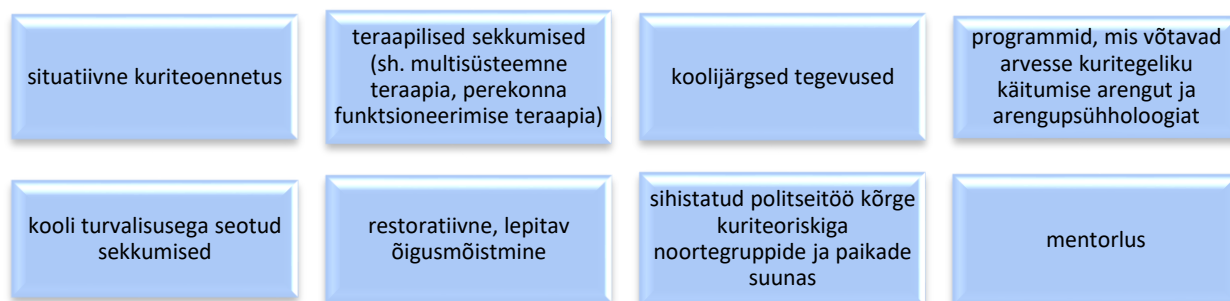 situatiivne kuriteoennetus
teraapilised sekkumised
(sh. multisüsteemne
teraapia, perekonna
funktsioneerimise teraapia)
koolijärgsed tegevused
programmid, mis võtavad
arvesse kuritegeliku
käitumise arengut ja
arengupsühholoogiat
kooli turvalisusega seotud
sekkumised
restoratiivne, lepitav
õigusmõistmine
sihistatud politseitöö kõrge
kuriteoriskiga
noortegruppide ja paikade
suunas
mentorlus